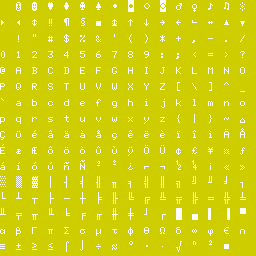 ☺ ☻ ♥ ♦ ♣ ♠ • ◘ ○ ◙ ♂ ♀ ♪ ♫ ☼
► ◄ ↕ ‼ ¶ § ▬ ↨ ↑ ↓ → ← ∟ ↔ ▲ ▼
! " # $ % & ' ( ) * + , - . /
0 1 2 3 4 5 6 7 8 9 : ; < = > ?
@ A B C D E F G H I J K L M N O
P Q R S T U V W X Y Z [ \ ] ^ _
` a b c d e f g h i j k l m n o
p q r s t u v w x y z { | } ~ ⌂
Ç ü é â ä à å ç ê ë è ï î ì Ä Å
É æ Æ ô ö ò û ù ÿ Ö Ü ¢ £ ¥ ₧ ƒ
á í ó ú ñ Ñ ª º ¿ ⌐ ¬ ½ ¼ ¡ « »
░ ▒ ▓ │ ┤ ╡ ╢ ╖ ╕ ╣ ║ ╗ ╝ ╜ ╛ ┐
└ ┴ ┬ ├ ─ ┼ ╞ ╟ ╚ ╔ ╩ ╦ ╠ ═ ╬ ╧
╨ ╤ ╥ ╙ ╘ ╒ ╓ ╫ ╪ ┘ ┌ █ ▄ ▌ ▐ ▀
α ß Γ π Σ σ µ τ Φ Θ Ω δ ∞ φ ε ∩
≡ ± ≥ ≤ ⌠ ⌡ ÷ ≈ ° ∙ · √ ⁿ ² ■